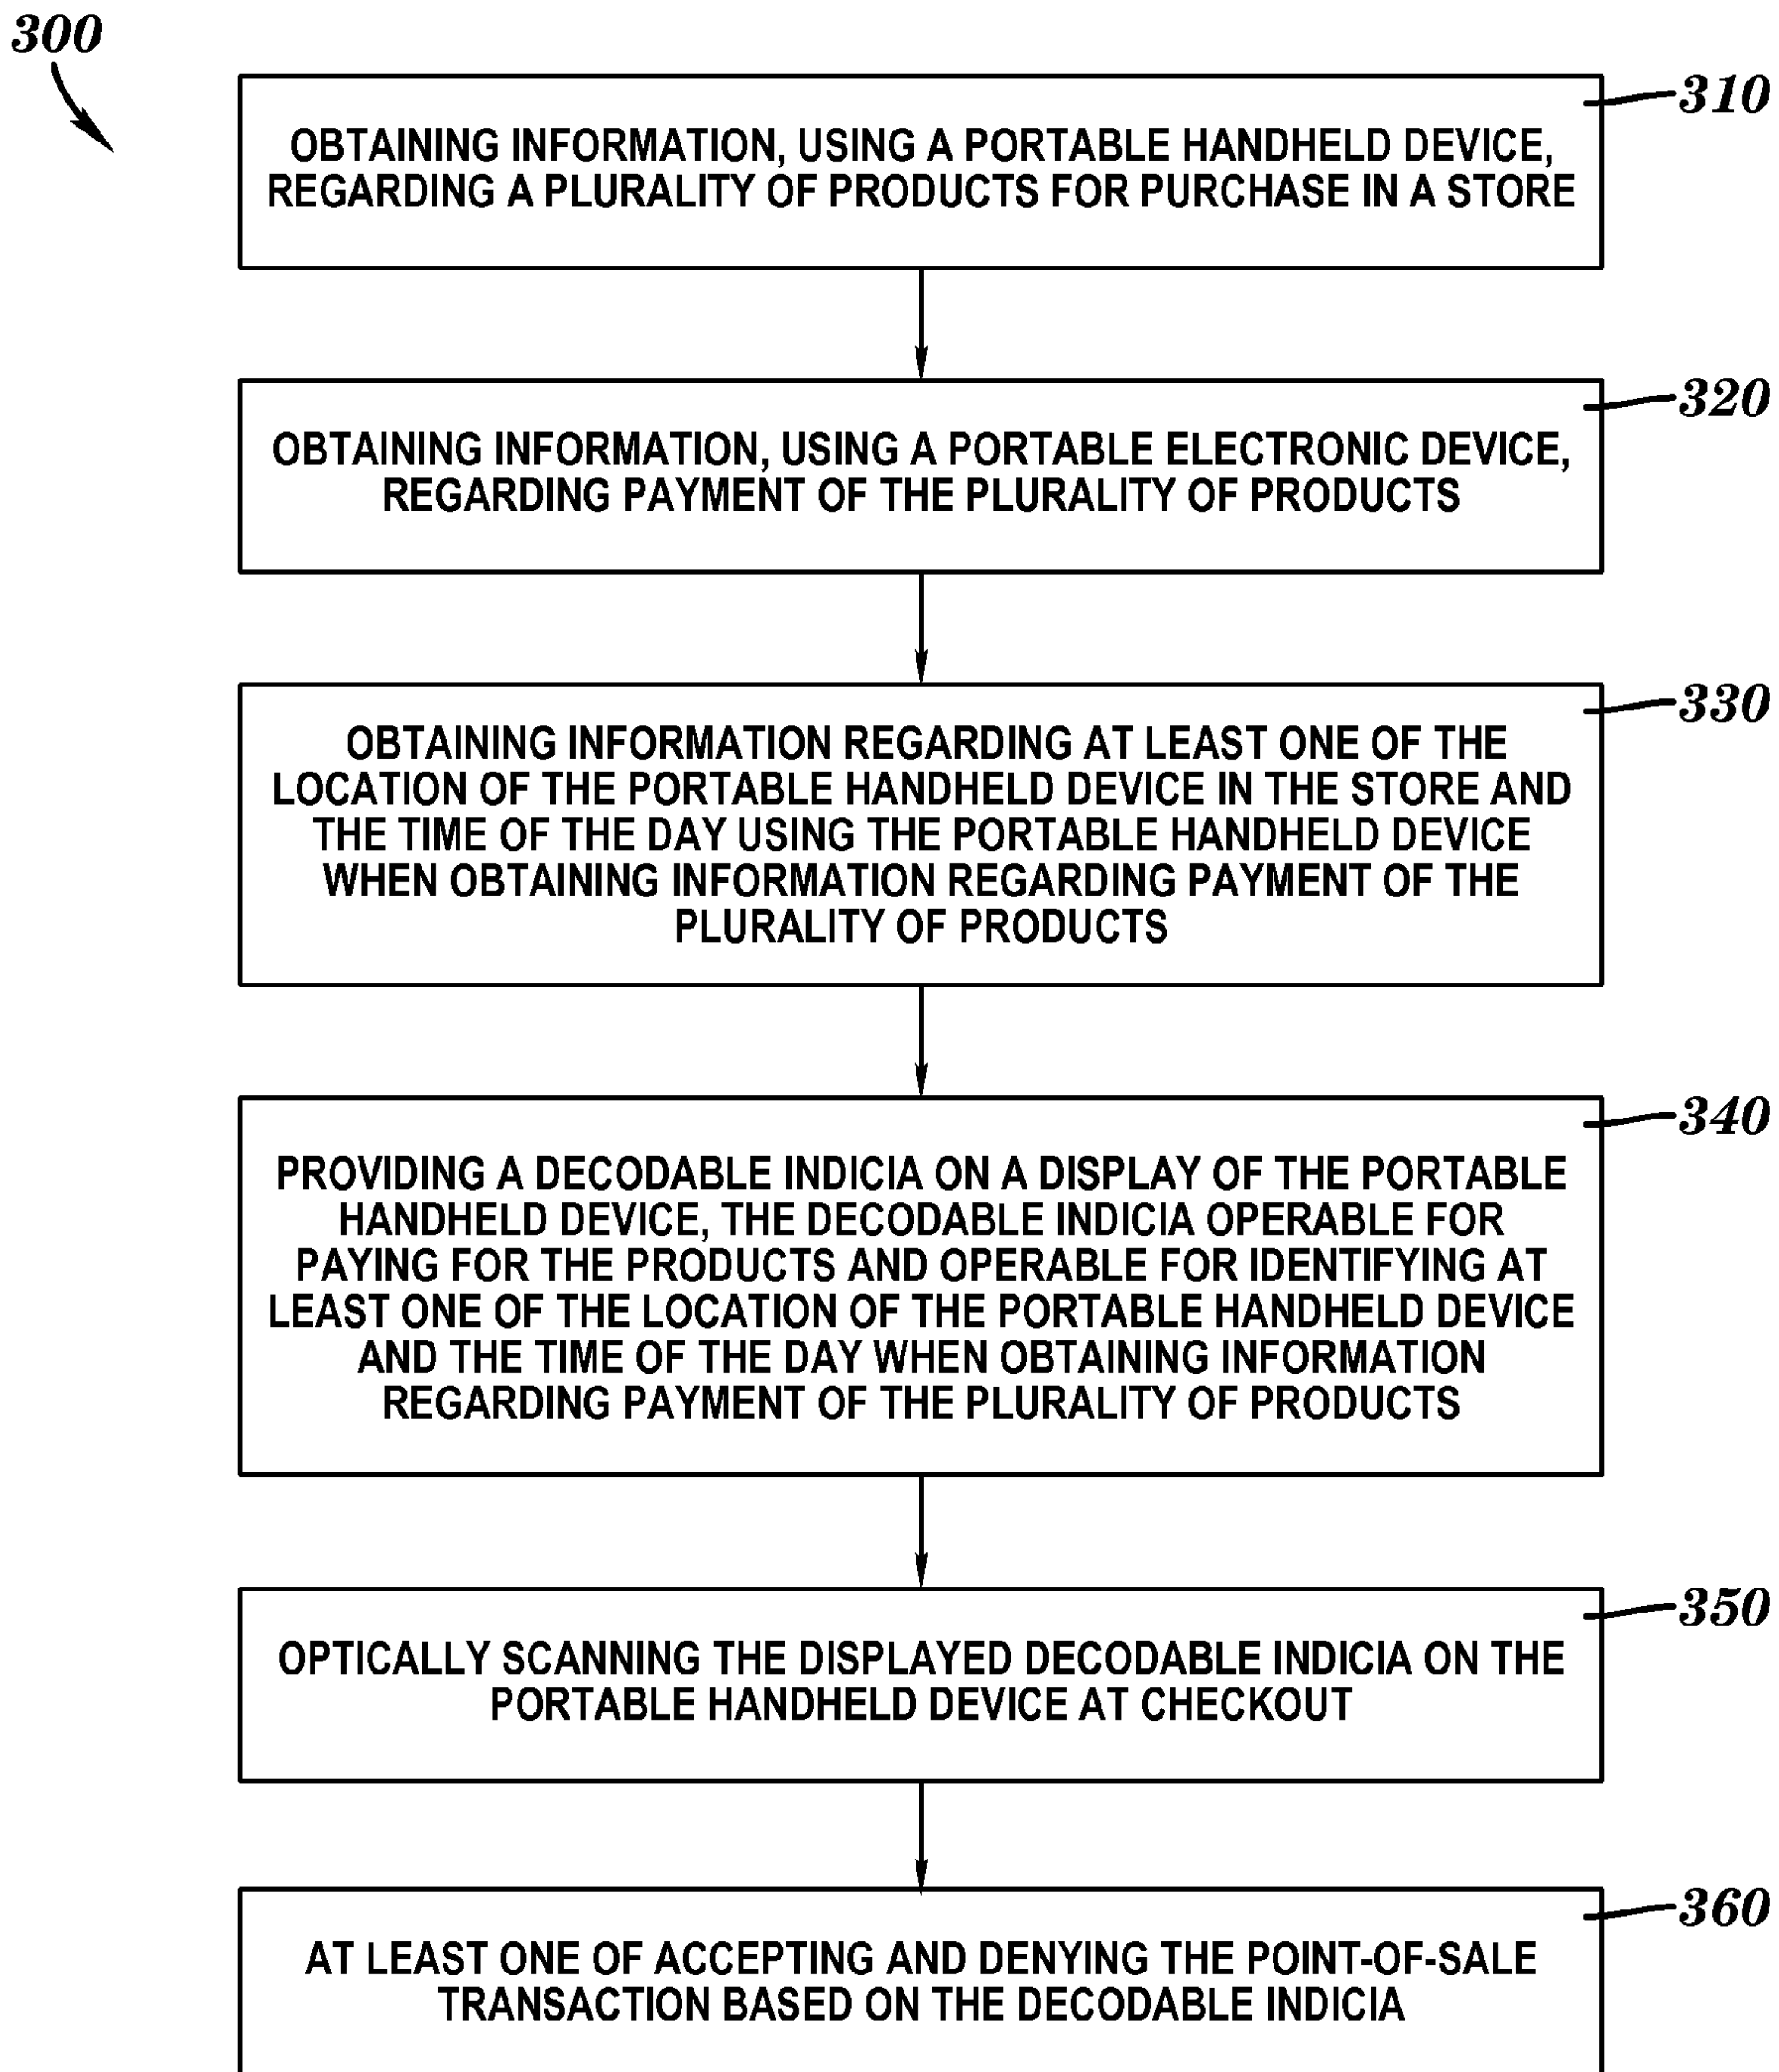 300
310
OBTAINING INFORMATION, USING A PORTABLE HANDHELD DEVICE,
REGARDING A PLURALITY OF PRODUCTS FOR PURCHASE IN A STORE
320
OBTAINING INFORMATION, USING A PORTABLE ELECTRONIC DEVICE,
REGARDING PAYMENT OF THE PLURALITY OF PRODUCTS
330
OBTAINING INFORMATION REGARDING AT LEAST ONE OF THE
LOCATION OF THE PORTABLE HANDHELD DEVICE IN THE STORE AND
THE TIME OF THE DAY USING THE PORTABLE HANDHELD DEVICE
WHEN OBTAINING INFORMATION REGARDING PAYMENT OF THE
PLURALITY OF PRODUCTS
340
PROVIDING A DECODABLE INDICIA ON A DISPLAY OF THE PORTABLE
HANDHELD DEVICE, THE DECODABLE INDICIA OPERABLE FOR
PAYING FOR THE PRODUCTS AND OPERABLE FOR IDENTIFYING AT
LEAST ONE OF THE LOCATION OF THE PORTABLE HANDHELD DEVICE
AND THE TIME OF THE DAY WHEN OBTAINING INFORMATION
REGARDING PAYMENT OF THE PLURALITY OF PRODUCTS
350
OPTICALLY SCANNING THE DISPLAYED DECODABLE INDICIA ON THE
PORTABLE HANDHELD DEVICE AT CHECKOUT
360
AT LEAST ONE OF ACCEPTING AND DENYING THE POINT-OF-SALE
TRANSACTION BASED ON THE DECODABLE INDICIA